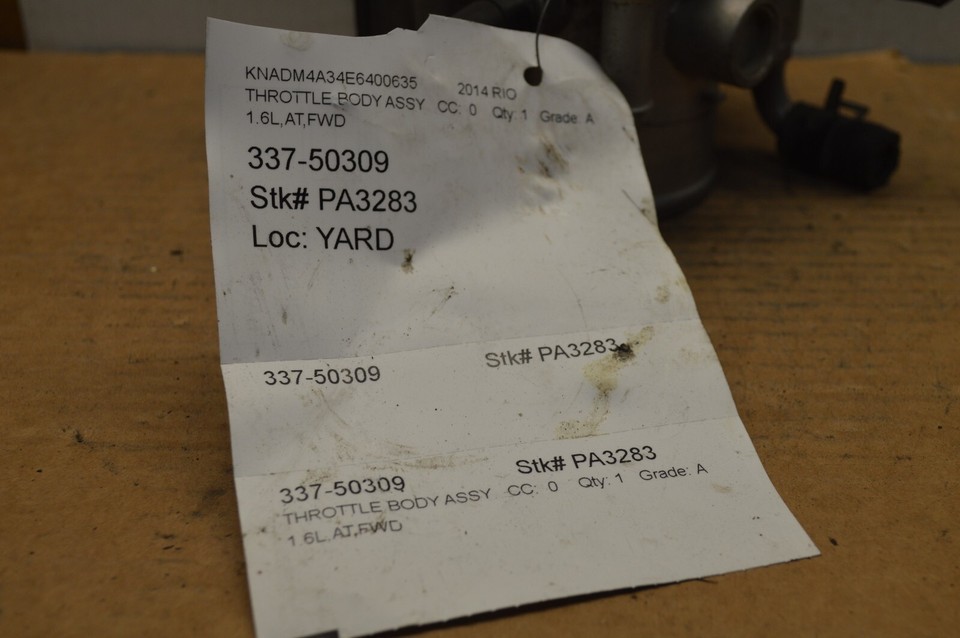 KNADM4A34E6400635 2014 RIO
THROTTLE BODY ASSY CC: 0 Qty: 1 Grade: A
1.6L,AT,FWD
337-50309
Stk# PA3283
Loc: YARD
337-50309 Stk# PA3283
337-50309 Stk# PA3283
THROTTLE BODY ASSY CC: 0 Qty: 1 Grade: A
1.6L,AT,FWD